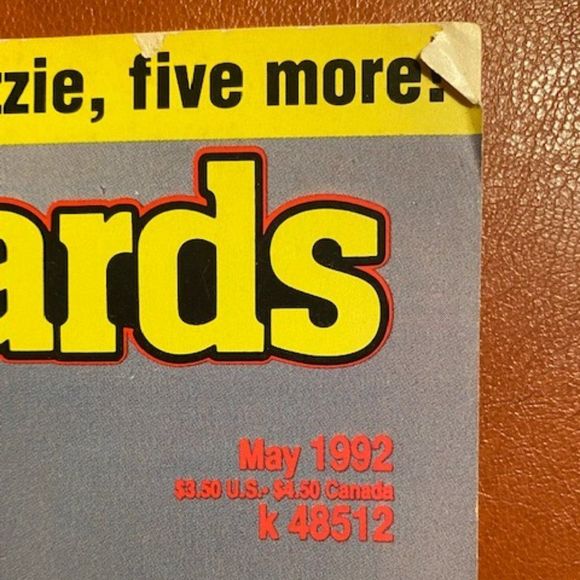 zzie, five more!
ards
May 1992
$3.50 U.S.• $4.50 Canada
k 48512